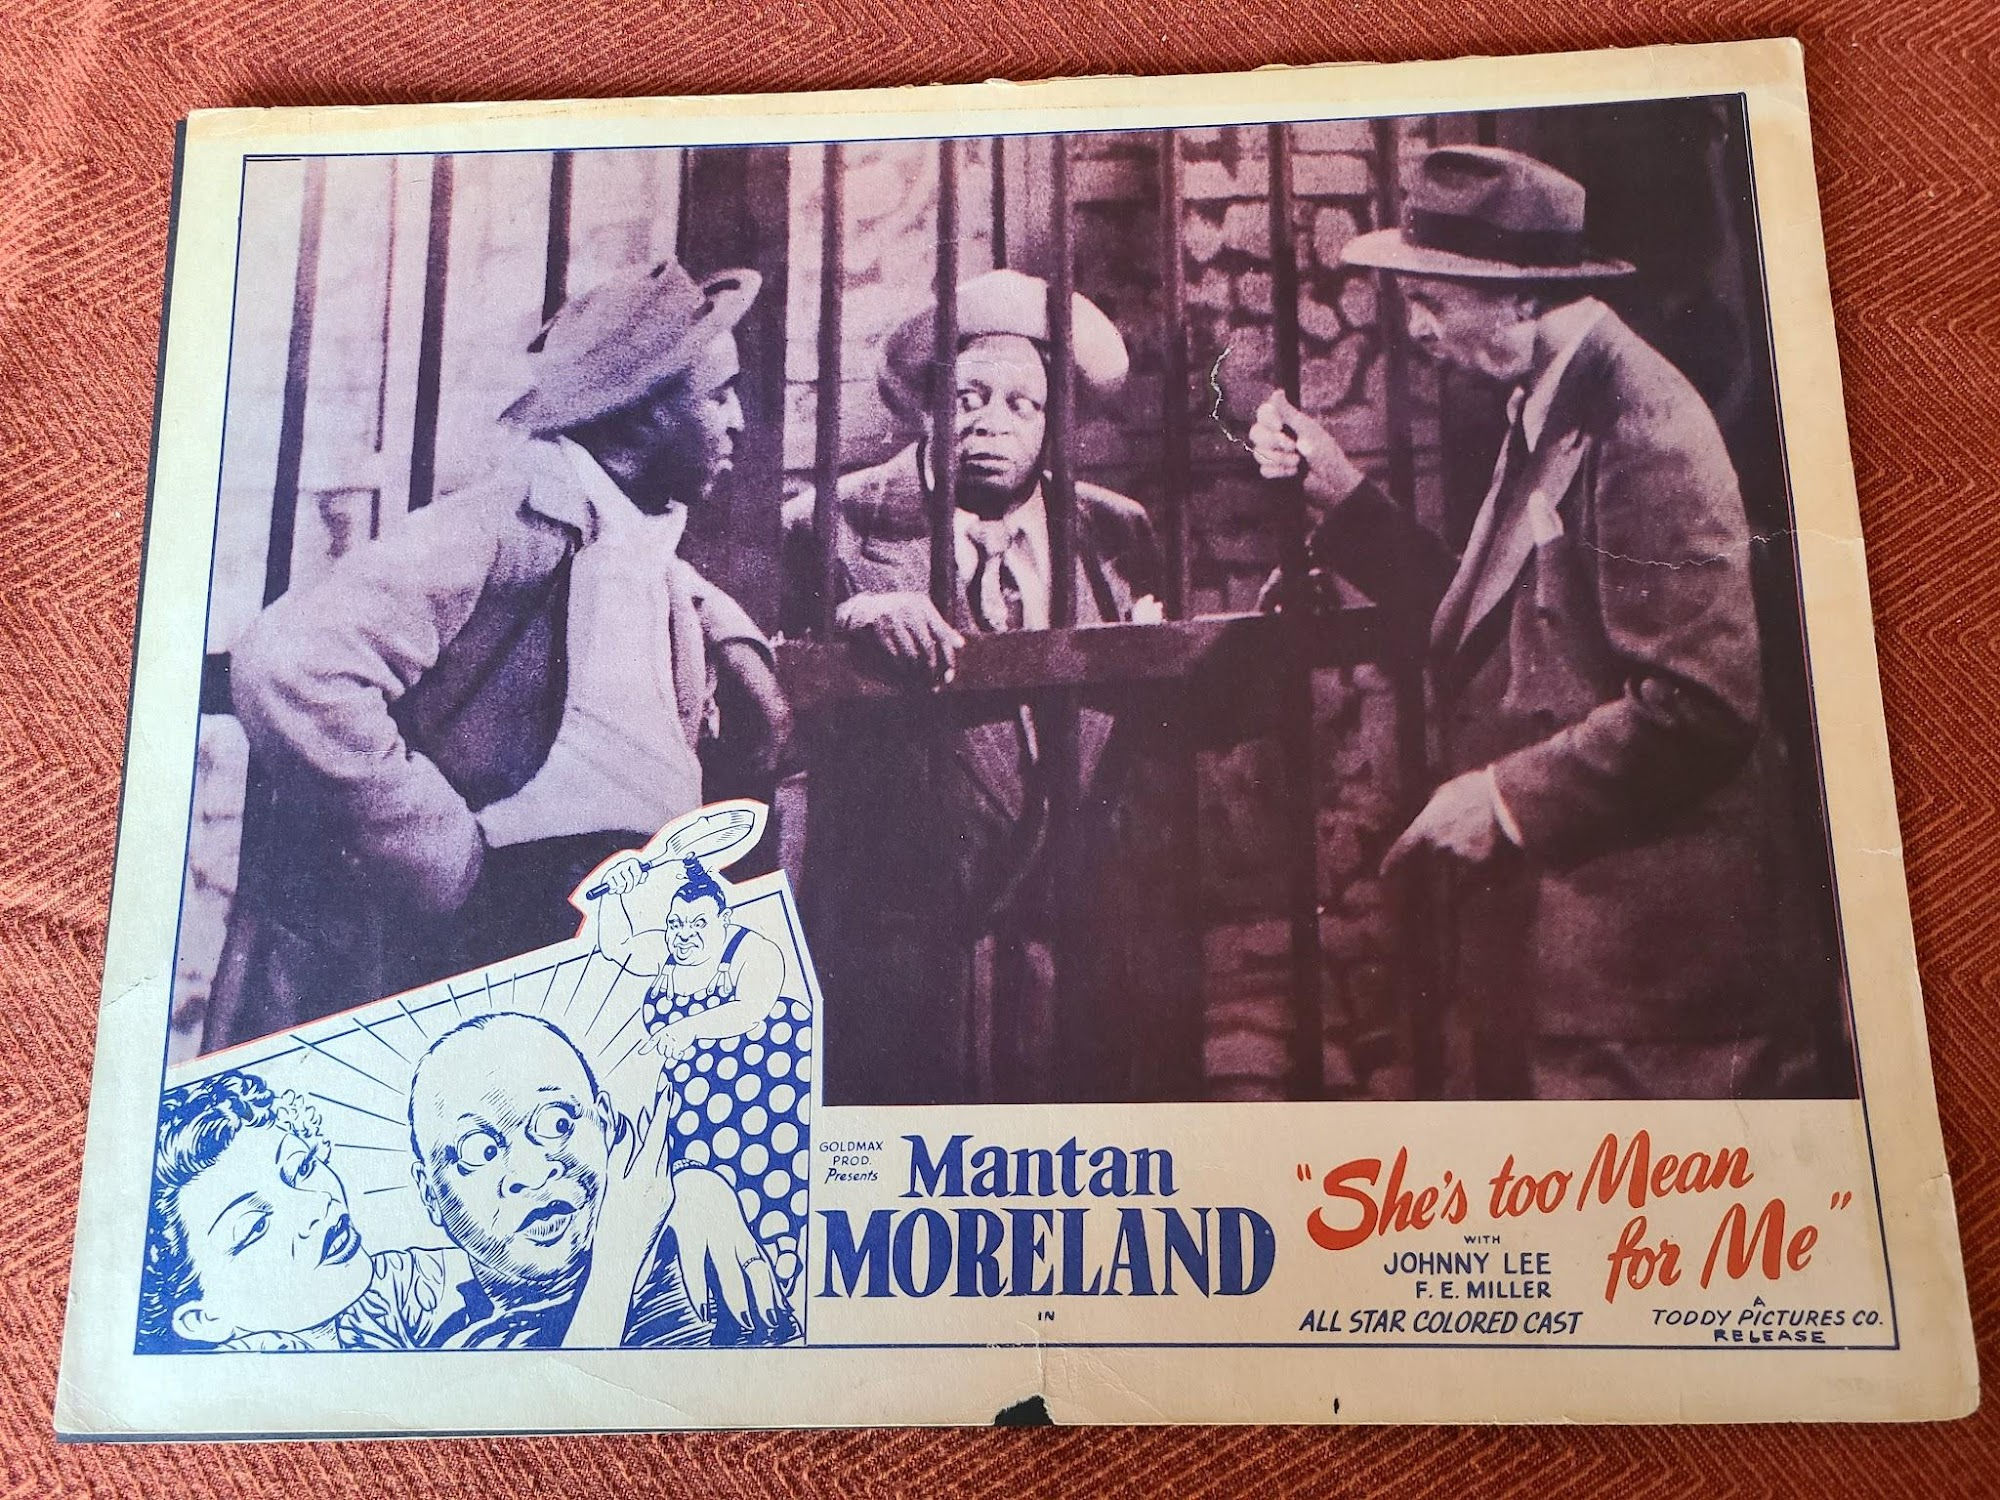 GOLDMAX
PROD.
Presents
Mantan
MORELAND
IN
"She's too Mean
for Me"
WITH
JOHNNY LEE
F. E. MILLER
ALL STAR COLORED CAST
A
TODDY PICTURES CO.
RELEASE